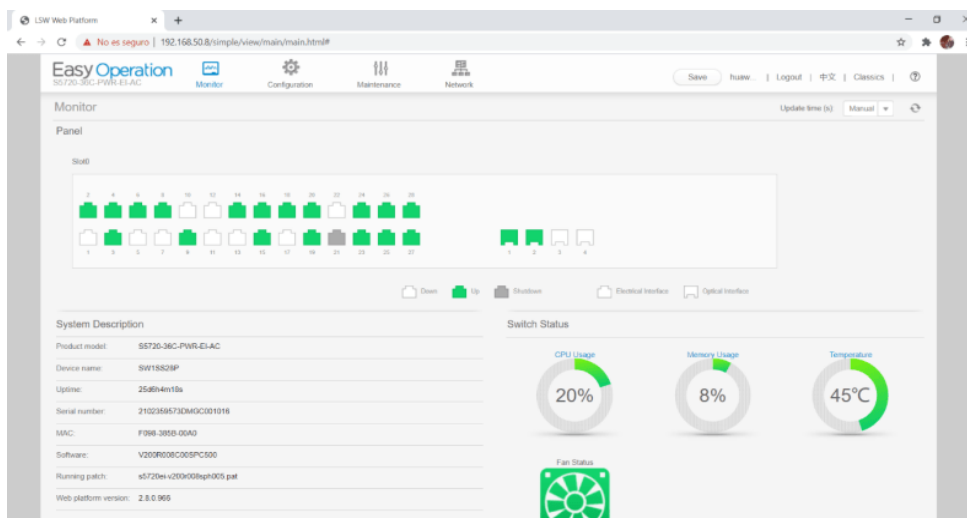 LSW Web Platform
No es seguro | 192.168.50.8/simple/view/main/main.html#
Easy Operation
S5720-36C-PWR-EI-AC
Monitor Configuration Maintenance Network
Save huaw... | Logout | 中文 | Classics |
Monitor
Update time (s) Manual
Panel
Slot0
2 4 6 8 10 12 14 16 18 20 22 24 26 28
1 3 5 7 9 11 13 15 17 19 21 23 25 27
1 2 3 4
Down Up Shutdown Electrical Interface Optical Interface
System Description
Product model: S5720-36C-PWR-EI-AC
Device name: SW1SS28P
Uptime: 25d6h4m18s
Serial number: 2102359573DMGC001016
MAC: F098-385B-00A0
Software: V200R008C00SPC500
Running patch: s5720ei-v200r008sph005.pat
Web platform version: 2.8.0.966
Switch Status
CPU Usage Memory Usage Temperature
20% 8% 45°C
Fan Status